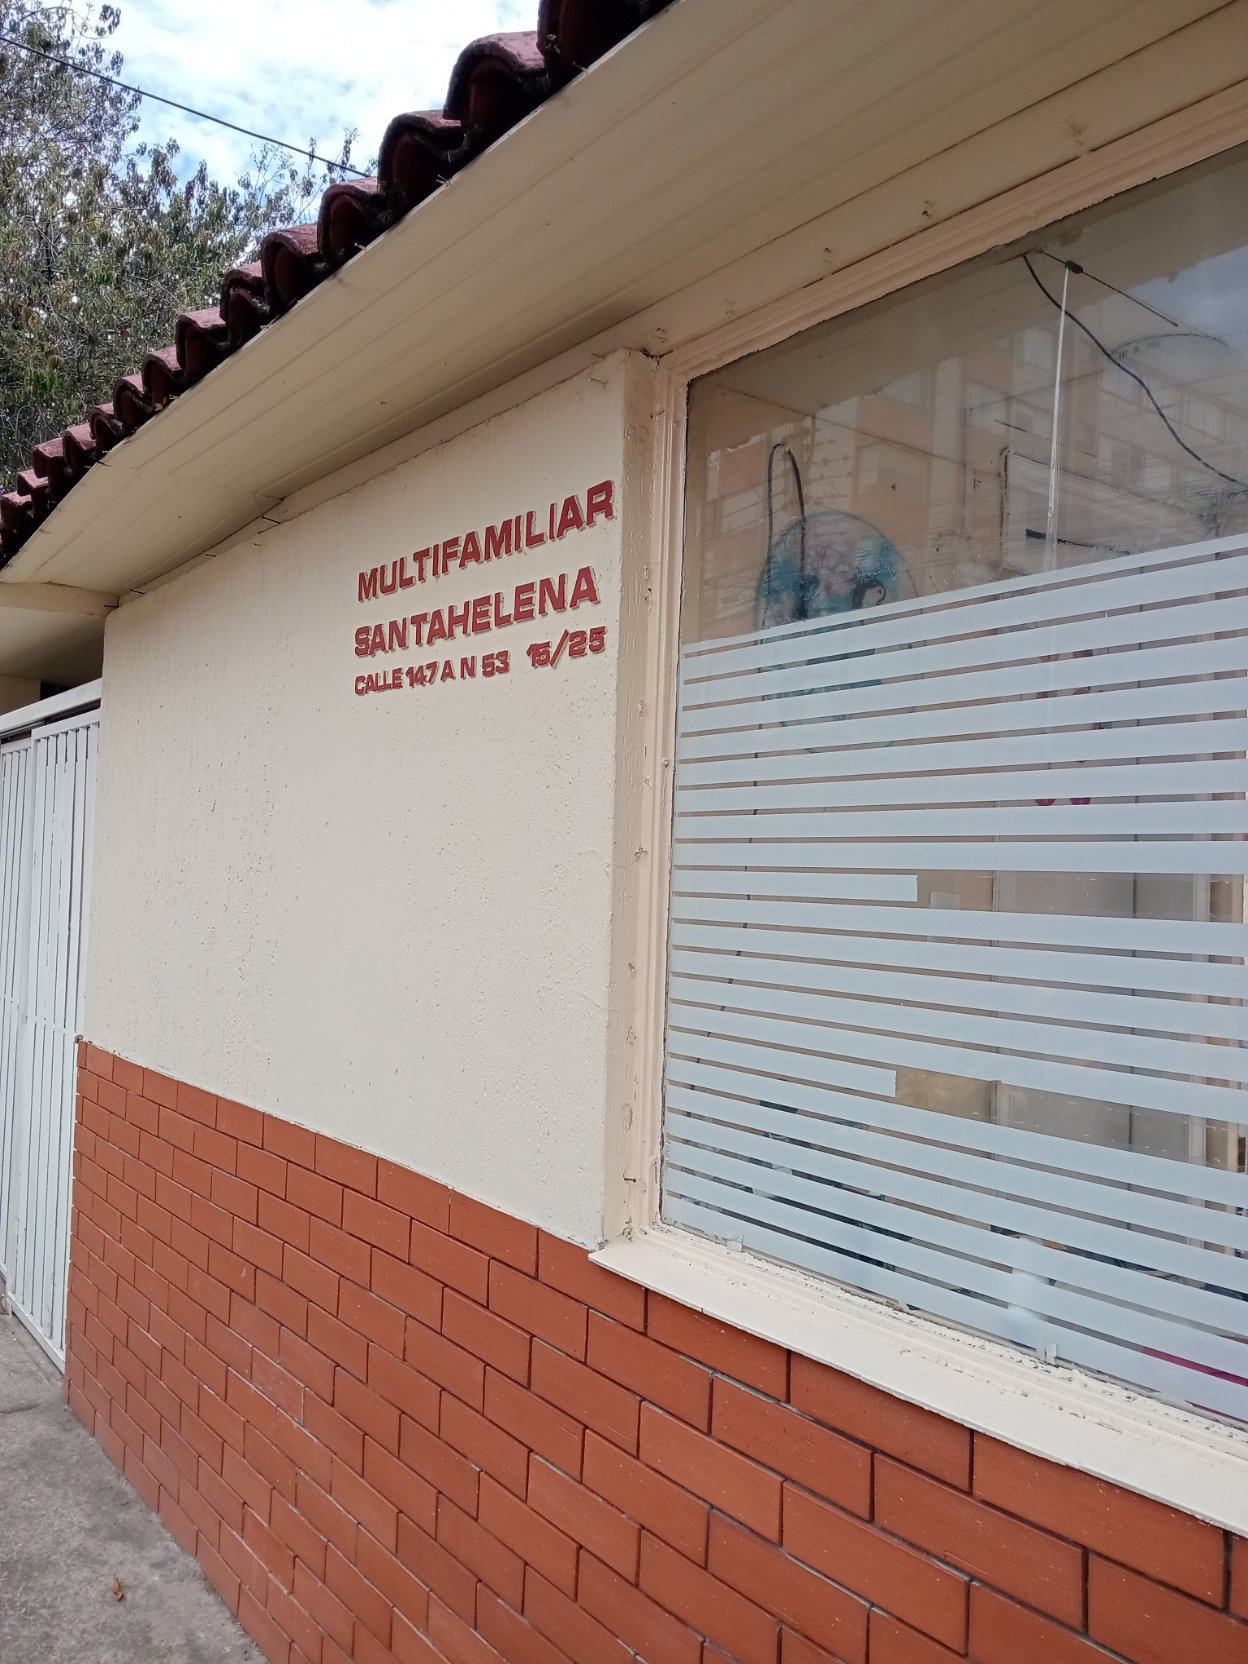 MULTIFAMILIAR
SANTAHELENA
CALLE 147 A N 53 15/25